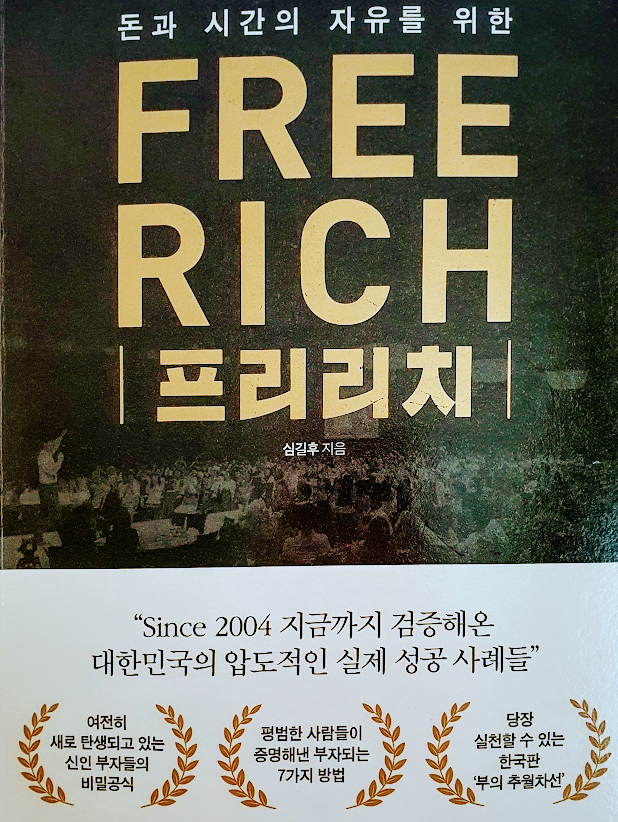 돈과 시간의 자유를 위한
FREE
RICH
프리리치
심길후 지음
“Since 2004 지금까지 검증해온
대한민국의 압도적인 실제 성공 사례들”
여전히
새로 탄생되고 있는
신인 부자들의
비밀공식
평범한 사람들이
증명해낸 부자되는
7가지 방법
당장
실천할 수 있는
한국판
‘부의 추월차선’